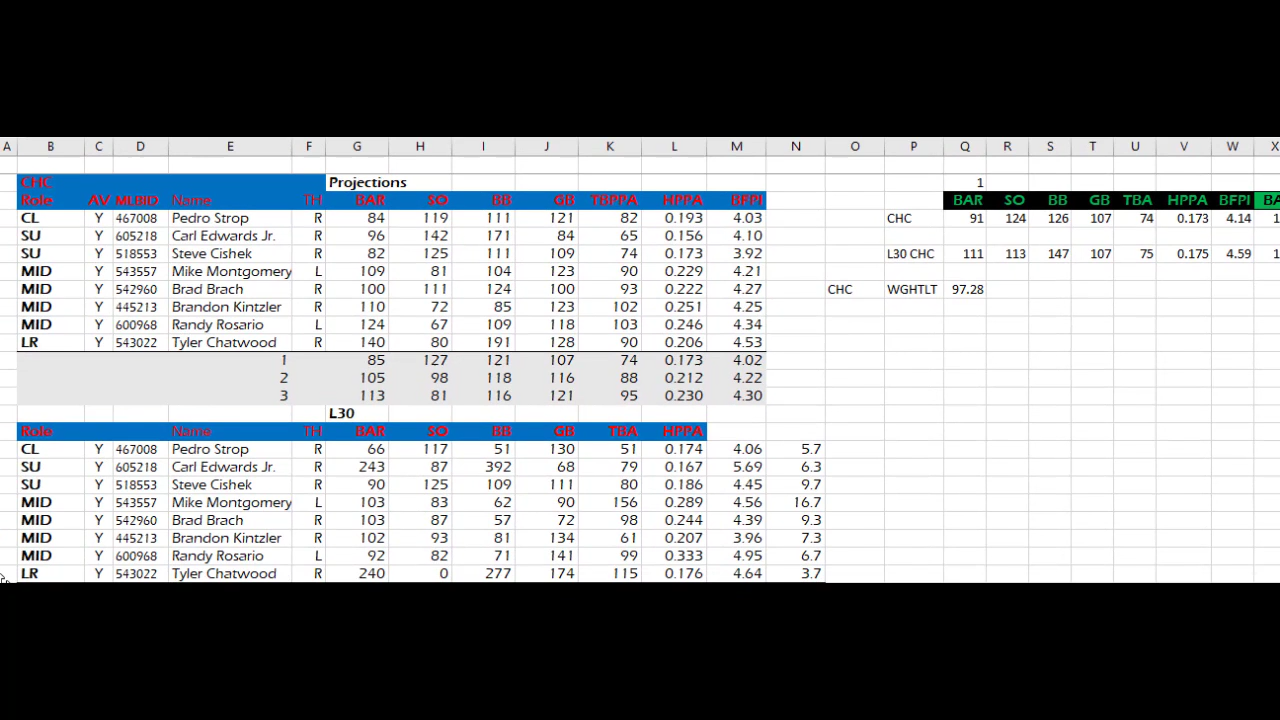 A B C D E F G H I J K L M N O P Q R S T U V W X
CHC Projections 1
Role AV MLBID Name TH BAR SO BB GB TBPPA HPPA BFPI BAR SO BB GB TBA HPPA BFPI
CL Y 467008 Pedro Strop R 84 119 111 121 82 0.193 4.03 CHC 91 124 126 107 74 0.173 4.14
SU Y 605218 Carl Edwards Jr. R 96 142 171 84 65 0.156 4.10
SU Y 518553 Steve Cishek R 82 125 111 109 74 0.173 3.92 L30 CHC 111 113 147 107 75 0.175 4.59
MID Y 543557 Mike Montgomery L 109 81 104 123 90 0.229 4.21
MID Y 542960 Brad Brach R 100 111 124 100 93 0.222 4.27 CHC WGHTLT 97.28
MID Y 445213 Brandon Kintzler R 110 72 85 123 102 0.251 4.25
MID Y 600968 Randy Rosario L 124 67 109 118 103 0.246 4.34
LR Y 543022 Tyler Chatwood R 140 80 191 128 90 0.206 4.53
1 85 127 121 107 74 0.173 4.02
2 105 98 118 116 88 0.212 4.22
3 113 81 116 121 95 0.230 4.30
L30
Role Name TH BAR SO BB GB TBA HPPA
CL Y 467008 Pedro Strop R 66 117 51 130 51 0.174 4.06 5.7
SU Y 605218 Carl Edwards Jr. R 243 87 392 68 79 0.167 5.69 6.3
SU Y 518553 Steve Cishek R 90 125 109 111 80 0.186 4.45 9.7
MID Y 543557 Mike Montgomery L 103 83 62 90 156 0.289 4.56 16.7
MID Y 542960 Brad Brach R 103 87 57 72 98 0.244 4.39 9.3
MID Y 445213 Brandon Kintzler R 102 93 81 134 61 0.207 3.96 7.3
MID Y 600968 Randy Rosario L 92 82 71 141 99 0.333 4.95 6.7
LR Y 543022 Tyler Chatwood R 240 0 277 174 115 0.176 4.64 3.7